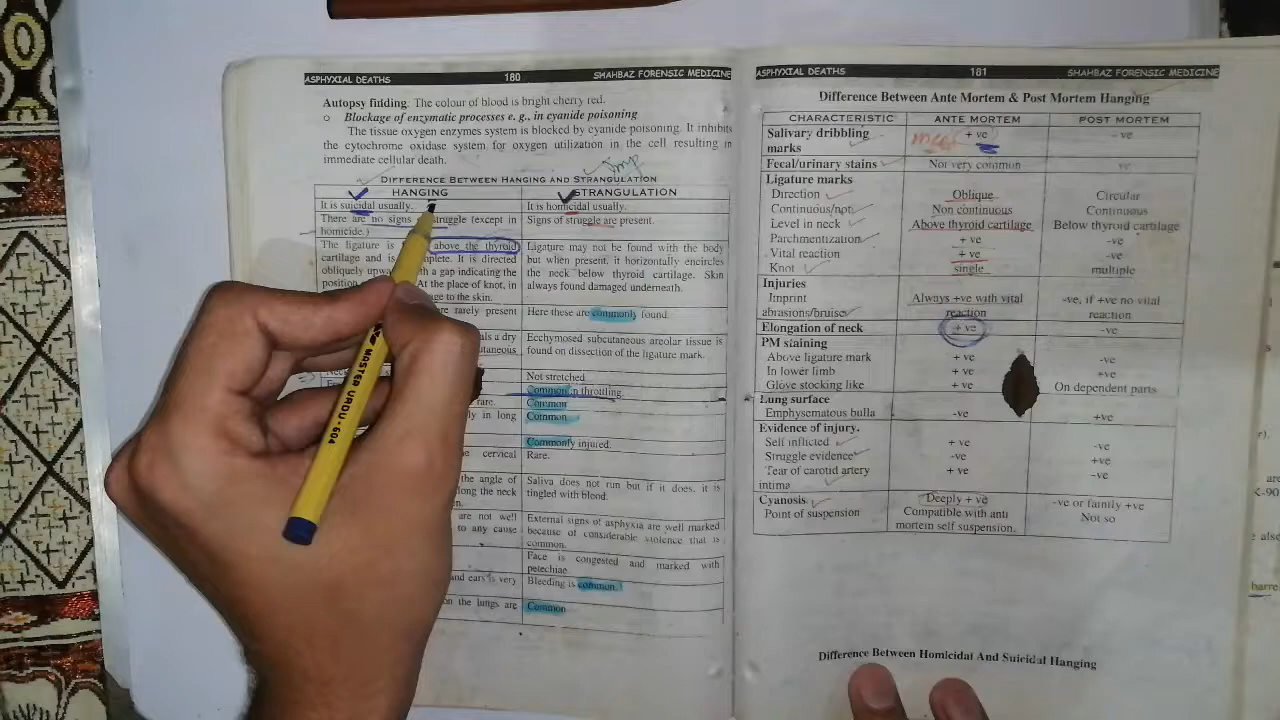 ASPHYXIAL DEATHS 180 SHAHBAZ FORENSIC MEDICINE
Autopsy finding. The colour of blood is bright cherry red.
o Blockage of enzymatic processes e. g., in cyanide poisoning
The tissue oxygen enzymes system is blocked by cyanide poisoning. It inhibits
the cytochrome oxidase system for oxygen utilization in the cell resulting in
immediate cellular death.
Imp
DIFFERENCE BETWEEN HANGING AND STRANGULATION
HANGING STRANGULATION
It is suicidal usually. It is homicidal usually.
There are no signs struggle (except in Signs of struggle are present.
homicide.)
The ligature is above the thyroid Ligature may not be found with the body
cartilage and is but when present, it horizontally encircles
obliquely a gap indicating the the neck below thyroid cartilage. Skin
position At the place of knot, in always found damaged underneath.
to the skin.
are rarely present Here these are commonly found.
a dry Ecchymosed subcutaneous areolar tissue is
found on dissection of the ligature mark.
Not stretched
Common in throttling.
rare. Common
in long Common
Commonly injured.
cervical Rare.
the angle of Saliva does not run but if it does, it is
the neck tingled with blood.
are not well External signs of asphyxia are well marked
to any cause because of considerable violence that is
common.
Pace is congested and marked with
petechiae.
and ears is very Bleeding is common.
on the lungs are Common
MASTER URDU-604
ASPHYXIAL DEATHS 181 SHAHBAZ FORENSIC MEDICINE
Difference Between Ante Mortem & Post Mortem Hanging
CHARACTERISTIC ANTE MORTEM POST MORTEM
Salivary dribbling + ve - ve
marks
Fecal/urinary stains Not very common ve
Ligature marks
Direction Oblique Circular
Continuous/not Non continuous Continuous
Level in neck Above thyroid cartilage Below thyroid cartilage
Parchmentization + ve -ve
Vital reaction + ve -ve
Knot single multiple
Injuries
Imprint Always +ve with vital -ve, if +ve no vital
abrasions/bruise reaction reaction
Elongation of neck + ve -ve
PM staining
Above ligature mark + ve -ve
In lower limb + ve +ve
Glove stocking like + ve On dependent parts
Lung surface
Emphysematous bulla -ve +ve
Evidence of injury.
Self inflicted + ve -ve
Struggle evidence -ve +ve
Tear of carotid artery + ve -ve
intima
Cyanosis Deeply + ve -ve or family +ve
Point of suspension Compatible with anti Not so
mortem self suspension.
Difference Between Homicidal And Suicidal Hanging